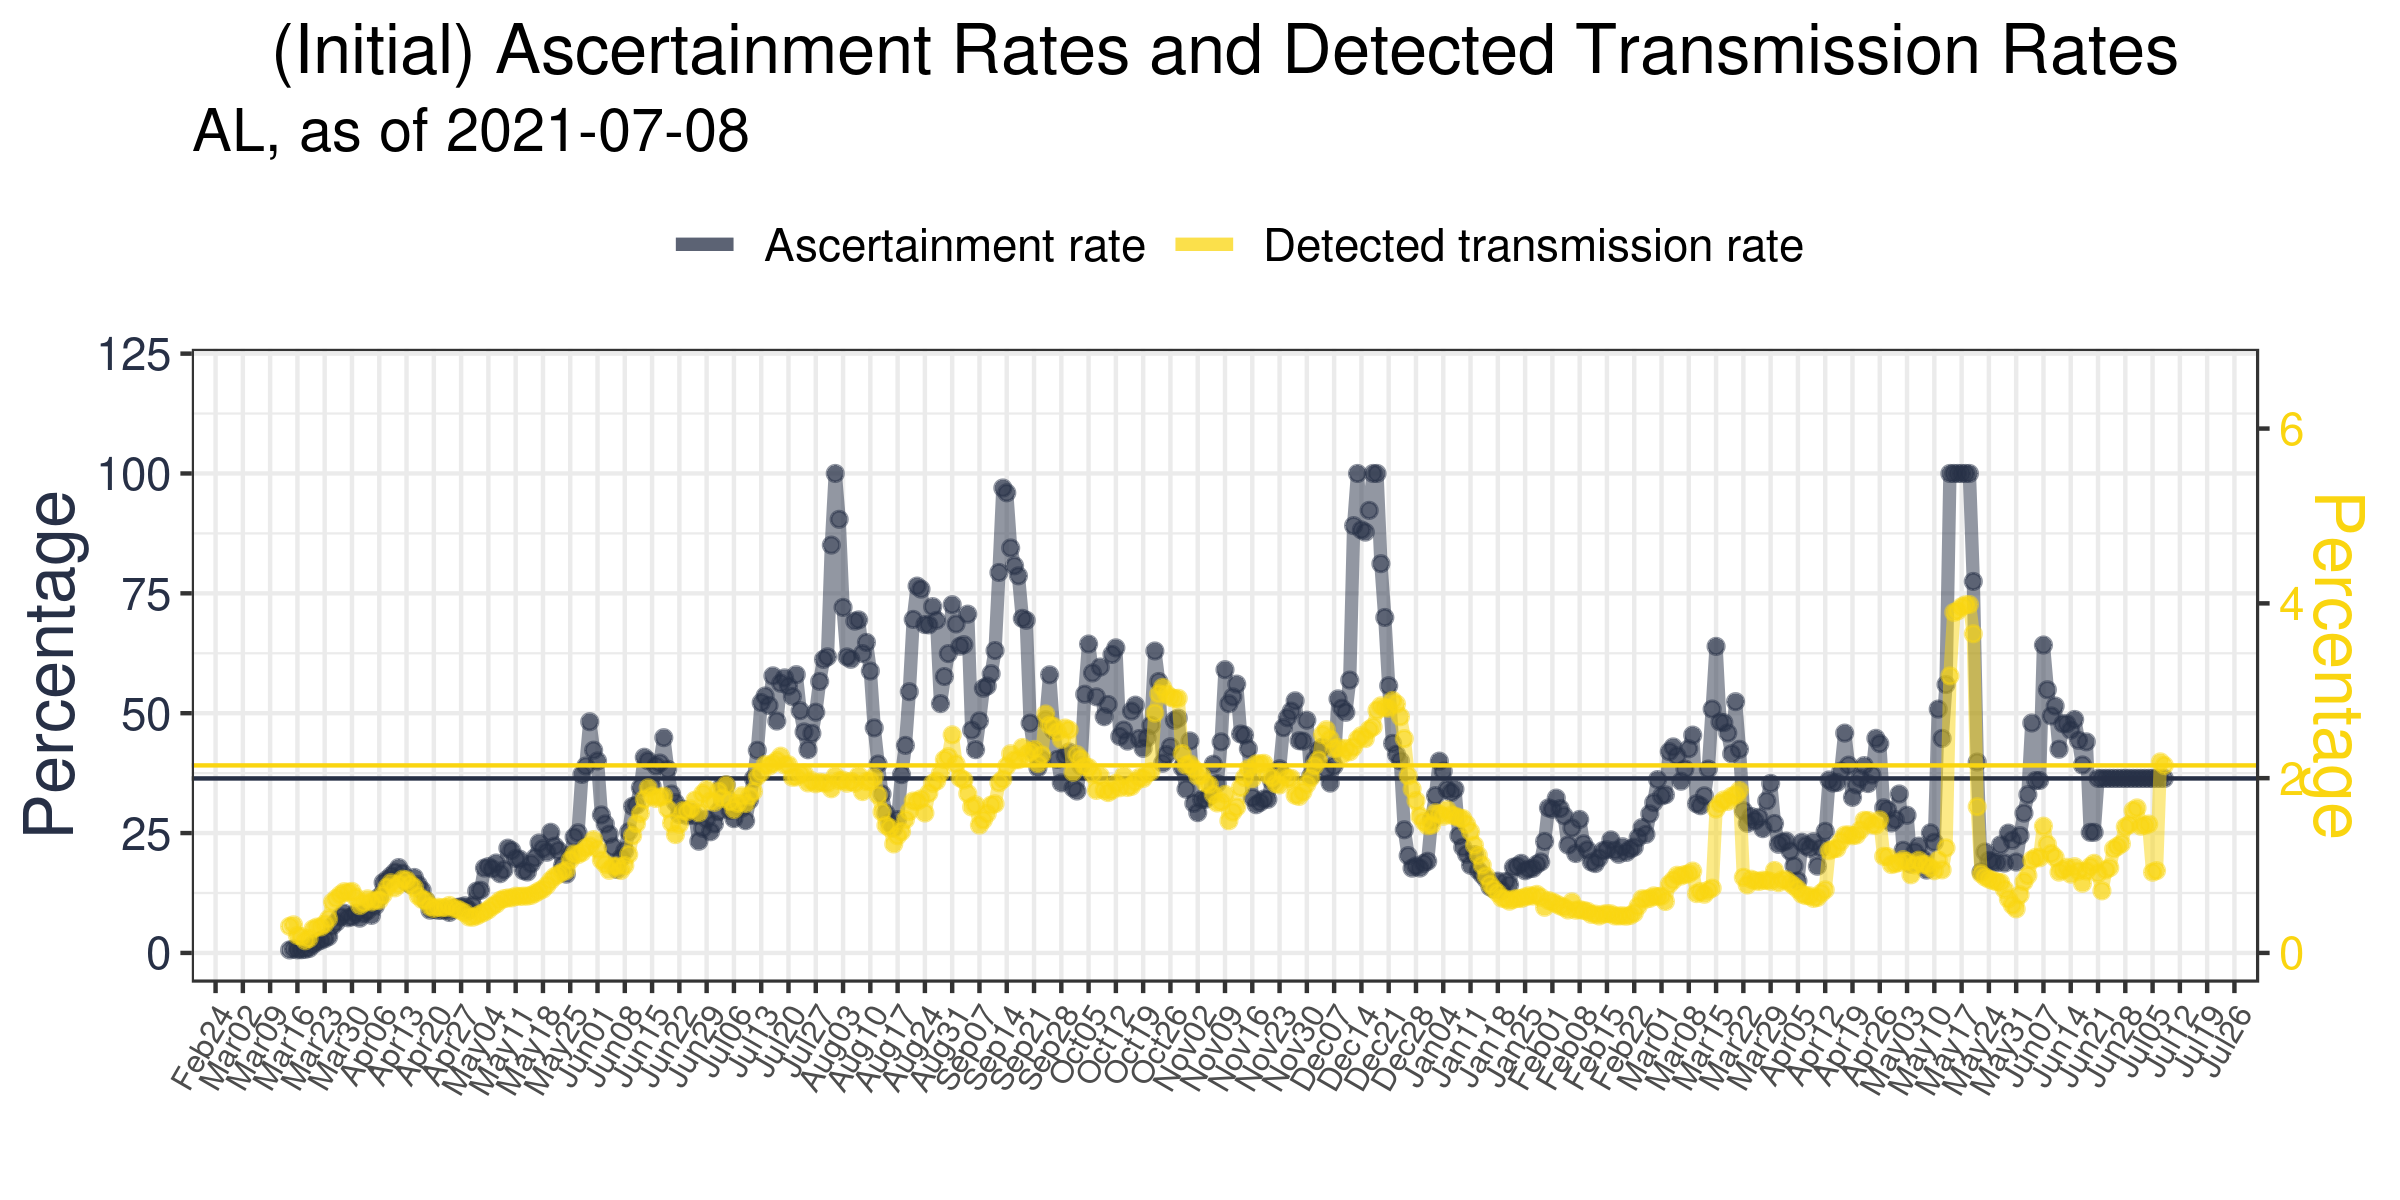 (Initial) Ascertainment Rates and Detected Transmission Rates
AL, as of 2021-07-08
Ascertainment rate
Detected transmission rate
Percentage
125
100
75
50
25
0
6
4
2
0
Percentage
Feb24
Mar02
Mar09
Mar16
Mar23
Mar30
Apr06
Apr13
Apr20
Apr27
May04
May11
May18
May25
Jun01
Jun08
Jun15
Jun22
Jun29
Jul06
Jul13
Jul20
Jul27
Aug03
Aug10
Aug17
Aug24
Aug31
Sep07
Sep14
Sep21
Sep28
Oct05
Oct12
Oct19
Oct26
Nov02
Nov09
Nov16
Nov23
Nov30
Dec07
Dec14
Dec21
Dec28
Jan04
Jan11
Jan18
Jan25
Feb01
Feb08
Feb15
Feb22
Mar01
Mar08
Mar15
Mar22
Mar29
Apr05
Apr12
Apr19
Apr26
May03
May10
May17
May24
May31
Jun07
Jun14
Jun21
Jun28
Jul05
Jul12
Jul19
Jul26